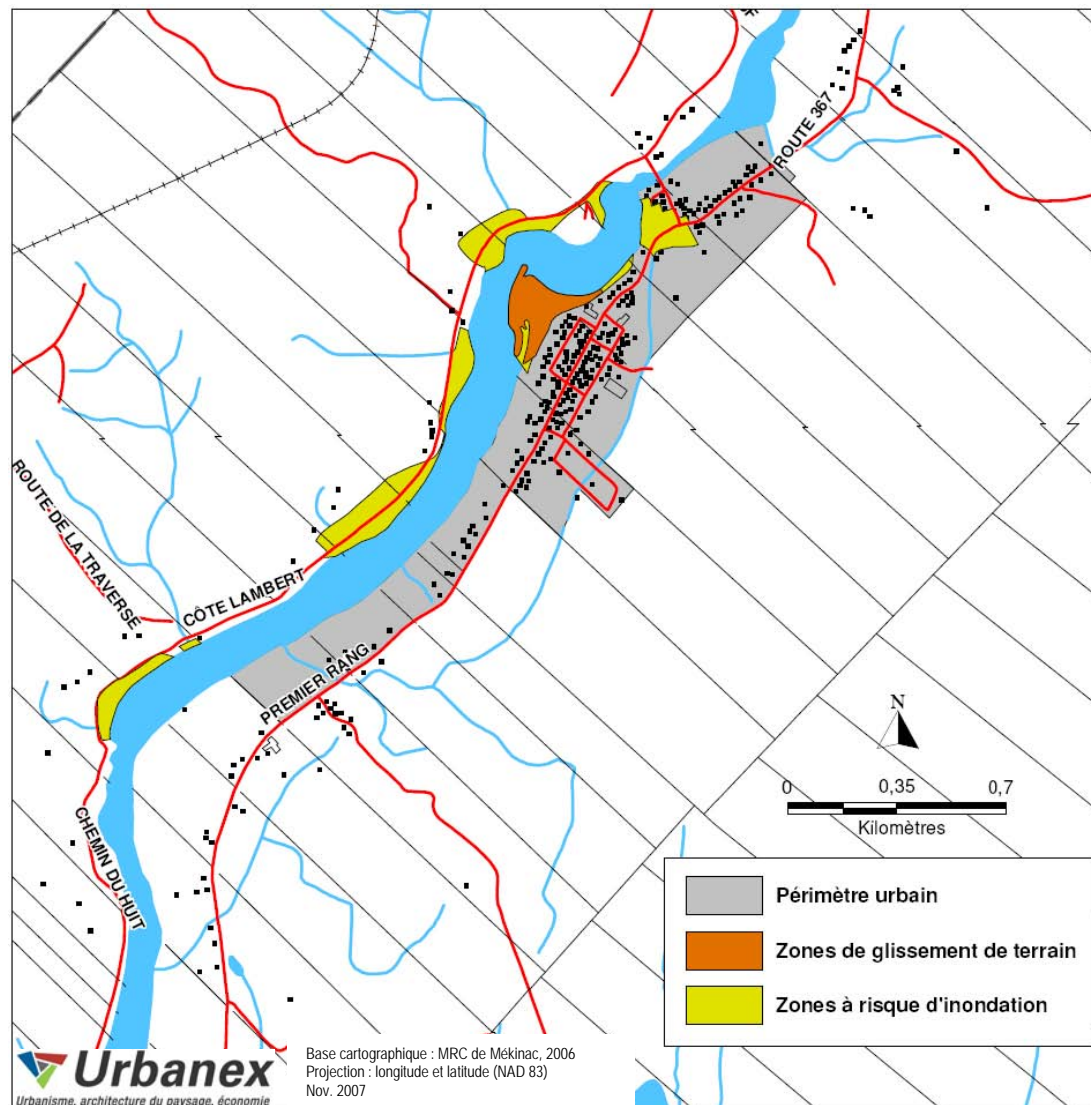 ROUTE 367
ROUTE DE LA TRAVERSE
CÔTE LAMBERT
PREMIER RANG
CHEMIN DU HUIT
N
0 0,35 0,7
Kilomètres
Périmètre urbain
Zones de glissement de terrain
Zones à risque d'inondation
Urbanex
Urbanisme, architecture du paysage, économie
Base cartographique : MRC de Mékinac, 2006
Projection : longitude et latitude (NAD 83)
Nov. 2007